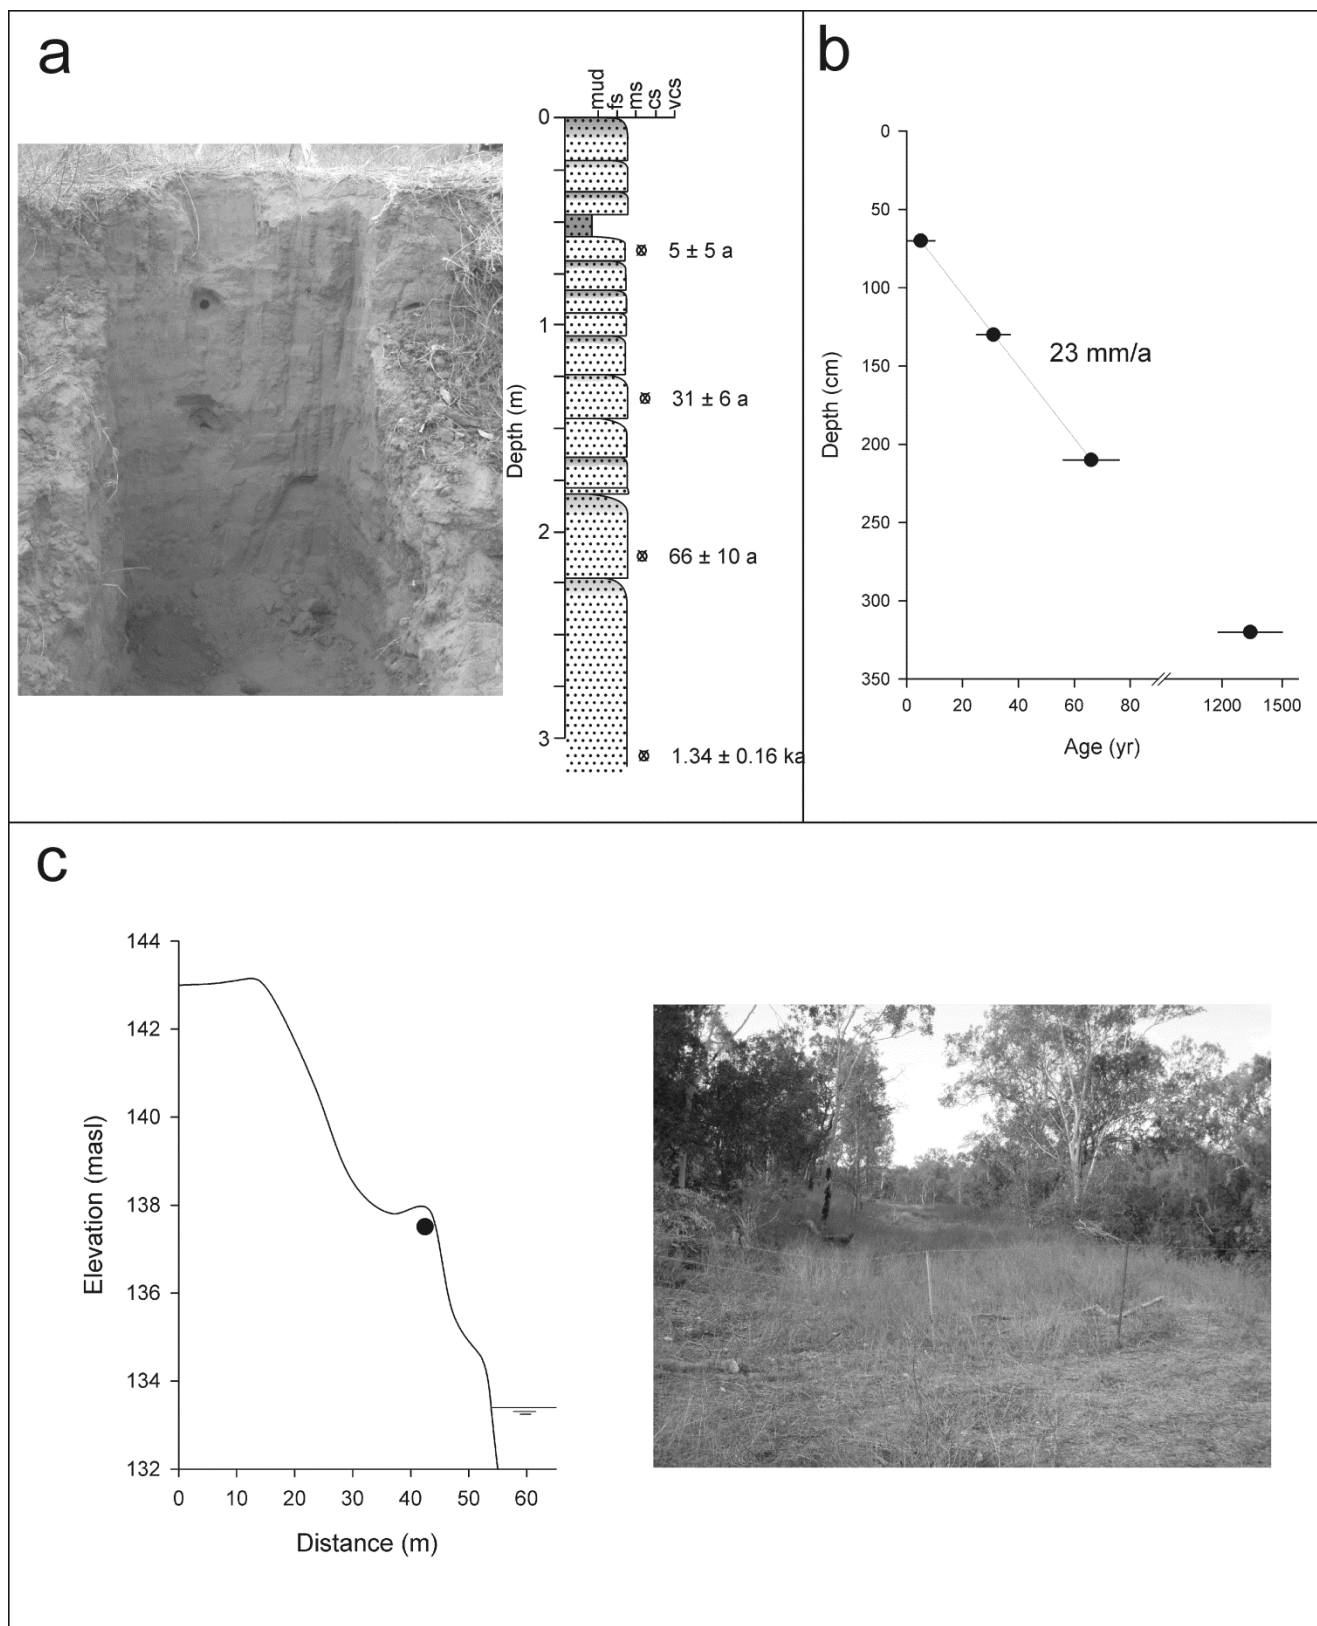 a
mud
fs
ms
cs
vcs
0
1
2
3
Depth (m)
5 ± 5 a
31 ± 6 a
66 ± 10 a
1.34 ± 0.16 ka
b
0
50
100
150
200
250
300
350
Depth (cm)
23 mm/a
0 20 40 60 80 1200 1500
Age (yr)
c
144
142
140
138
136
134
132
Elevation (masl)
0 10 20 30 40 50 60
Distance (m)